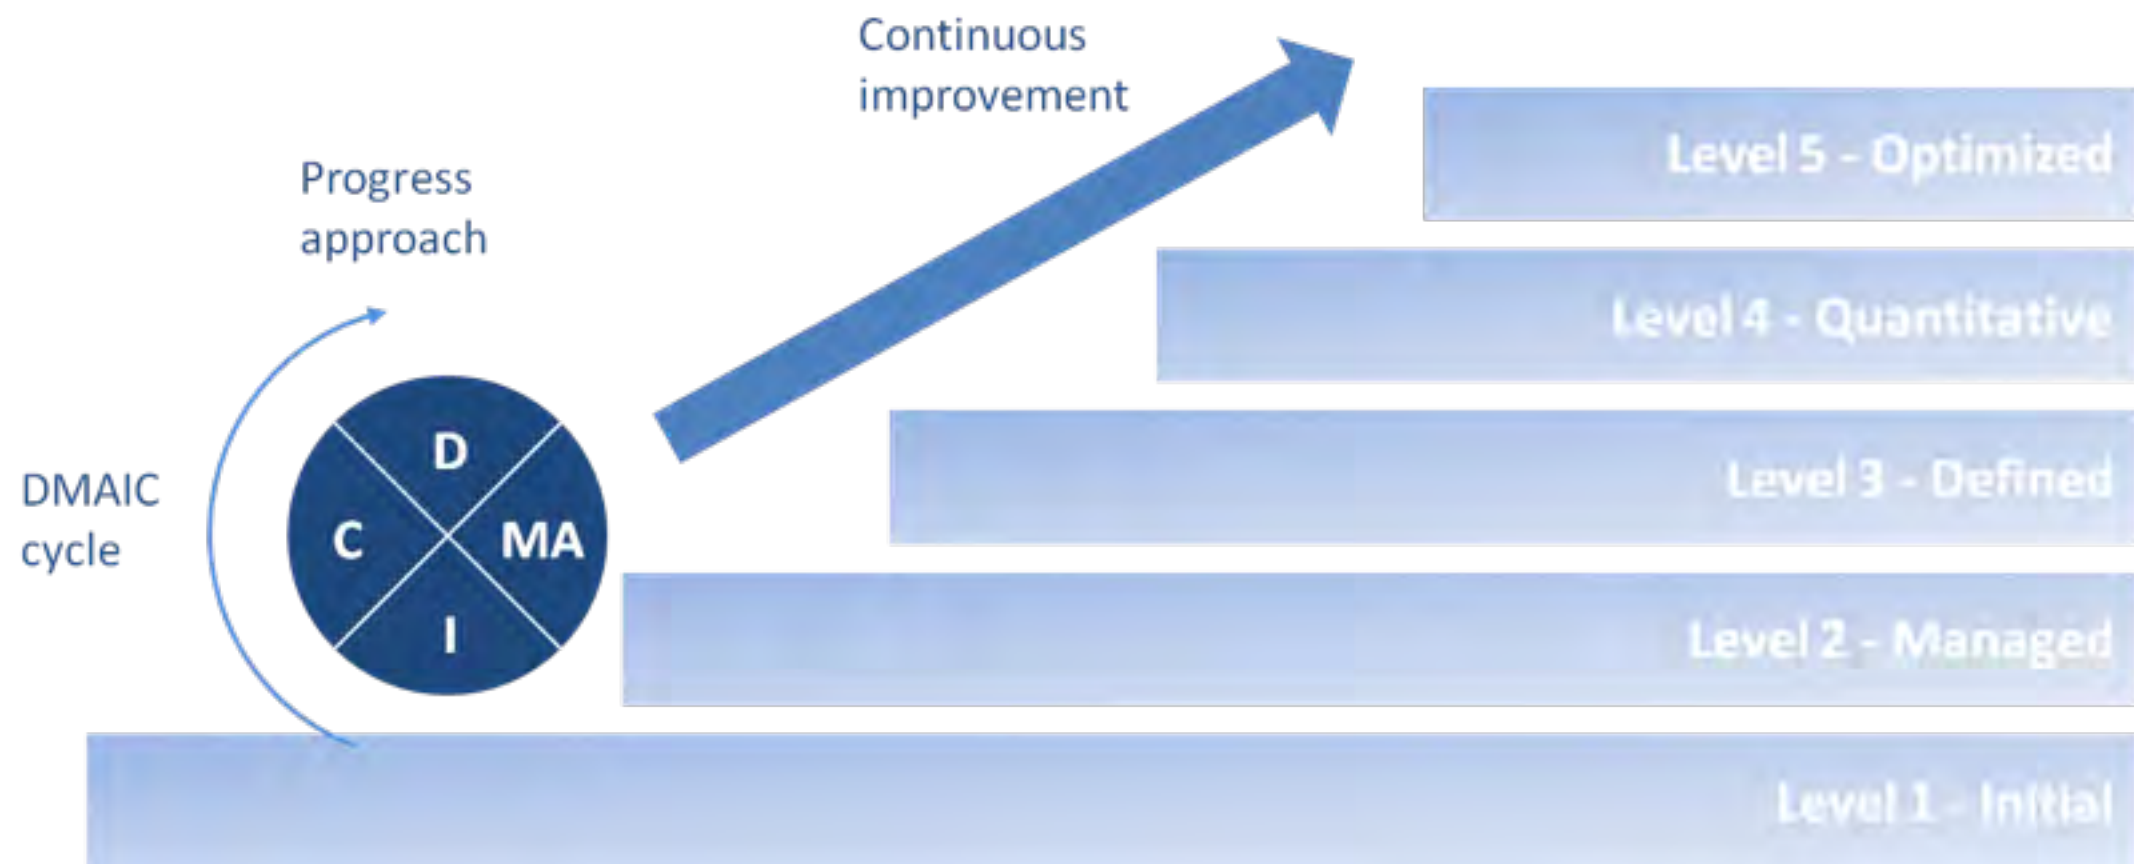 Continuous
improvement
Progress
approach
DMAIC
cycle
D
C
MA
I
Level 5 - Optimized
Level 4 - Quantitative
Level 3 - Defined
Level 2 - Managed
Level 1 - Initial